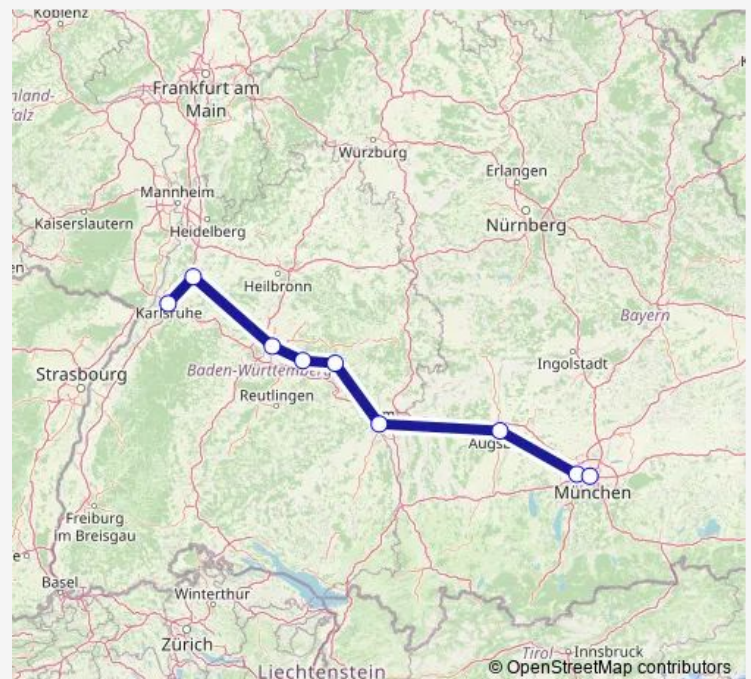 Koblenz
Frankfurt am
Main
Würzburg
Erlangen
Mannheim
Nürnberg
Kaiserslautern
Heidelberg
Heilbronn
Karlsruhe
Bayern
Ingolstadt
Strasbourg
Baden-Württemberg
Reutlingen
München
Freiburg
im Breisgau
Basel
Winterthur
Zürich
Tirol
Innsbruck
Liechtenstein
© OpenStreetMap contributors